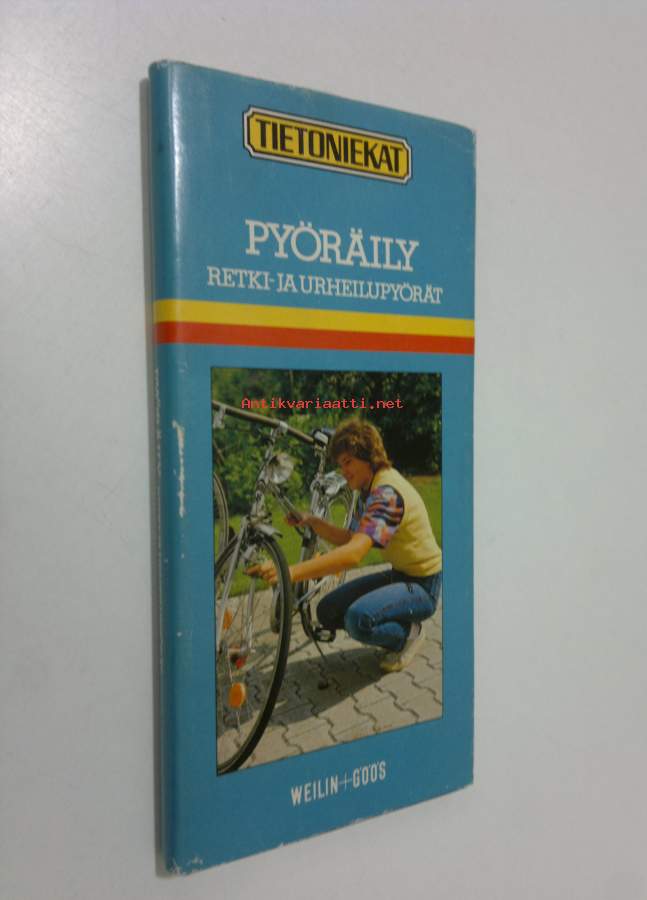 TIETONIEKAT
PYÖRÄILY
RETKI- JA URHEILUPYÖRÄT
Antikvariaatti.net
WEILIN+GÖÖS